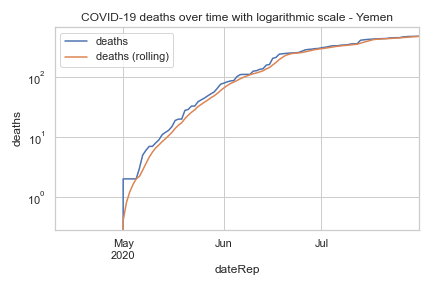 COVID-19 deaths over time with logarithmic scale - Yemen
deaths
deaths (rolling)
10²
10¹
10⁰
deaths
May
2020
Jun
Jul
dateRep